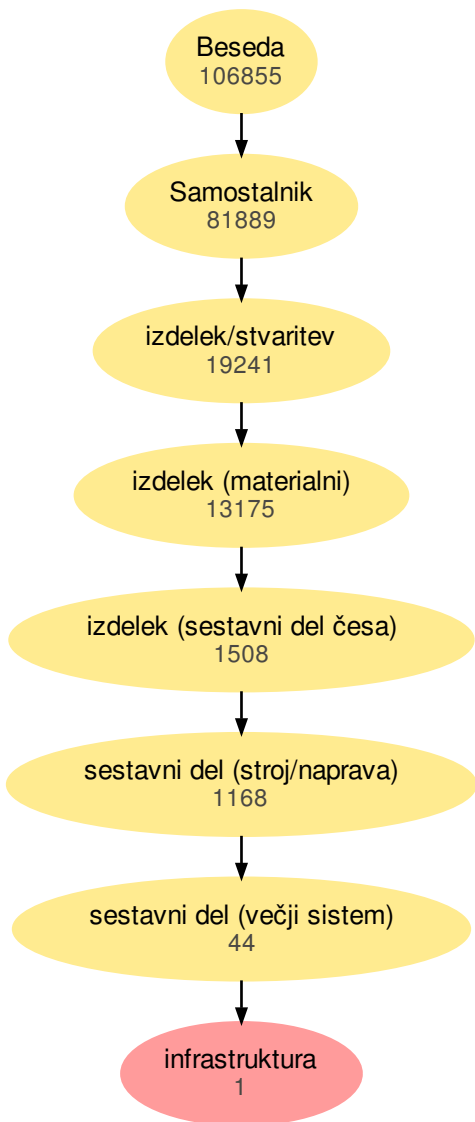 Beseda
106855
Samostalnik
81889
izdelek/stvaritev
19241
izdelek (materialni)
13175
izdelek (sestavni del česa)
1508
sestavni del (stroj/naprava)
1168
sestavni del (večji sistem)
44
infrastruktura
1